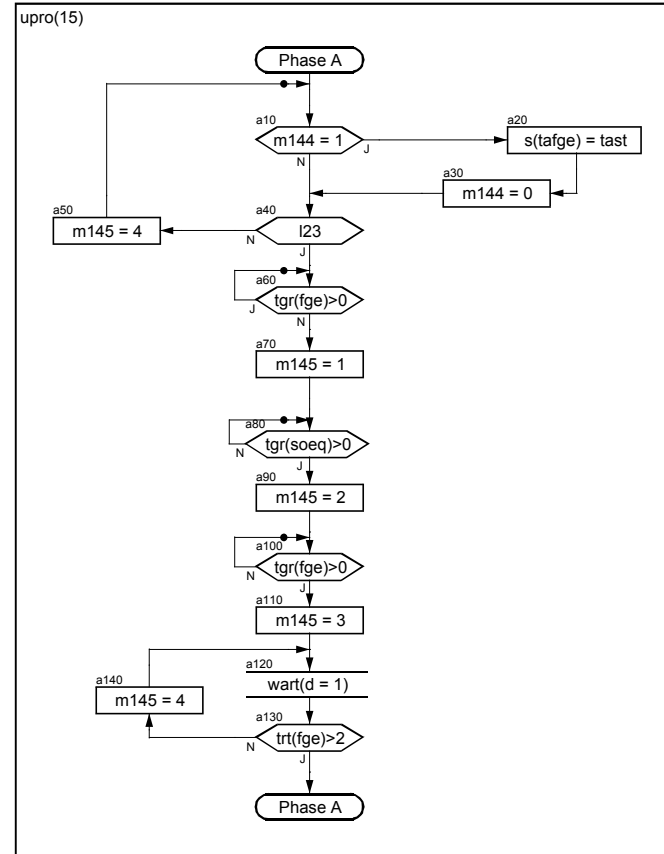 upro(15)
Phase A
a10
m144 = 1
J
N
a20
s(tafge) = tast
a30
m144 = 0
a50
m145 = 4
a40
l23
N
J
a60
tgr(fge)>0
J
N
a70
m145 = 1
a80
tgr(soeq)>0
N
J
a90
m145 = 2
a100
tgr(fge)>0
N
J
a110
m145 = 3
a120
wart(d = 1)
a140
m145 = 4
a130
trt(fge)>2
N
J
Phase A